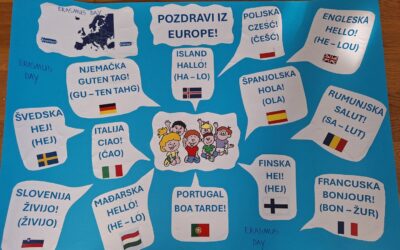 ERASMUS DAY
POZDRAVI IZ
EUROPE!
POLJSKA
CZEŚĆ!
(ČEŠĆ)
ENGLESKA
HELLO!
(HE – LOU)
ERASMUS
DAY
NJEMAČKA
GUTEN TAG!
(GU – TEN TAHG)
ISLAND
HALLÓ!
(HA – LO)
ŠPANJOLSKA
HOLA!
(OLA)
RUMUNJSKA
SALUT!
(SA – LUT)
ŠVEDSKA
HEJ!
(HEJ)
ITALIJA
CIAO!
(ĆAO)
SLOVENIJA
ŽIVIJO!
(ŽIVIJO)
MAĐARSKA
HELLÓ!
(HE – LO)
PORTUGAL
BOA TARDE!
FINSKA
HEI!
(HEJ)
FRANCUSKA
BONJOUR!
(BON – ŽUR)
ERASMUS
DAY